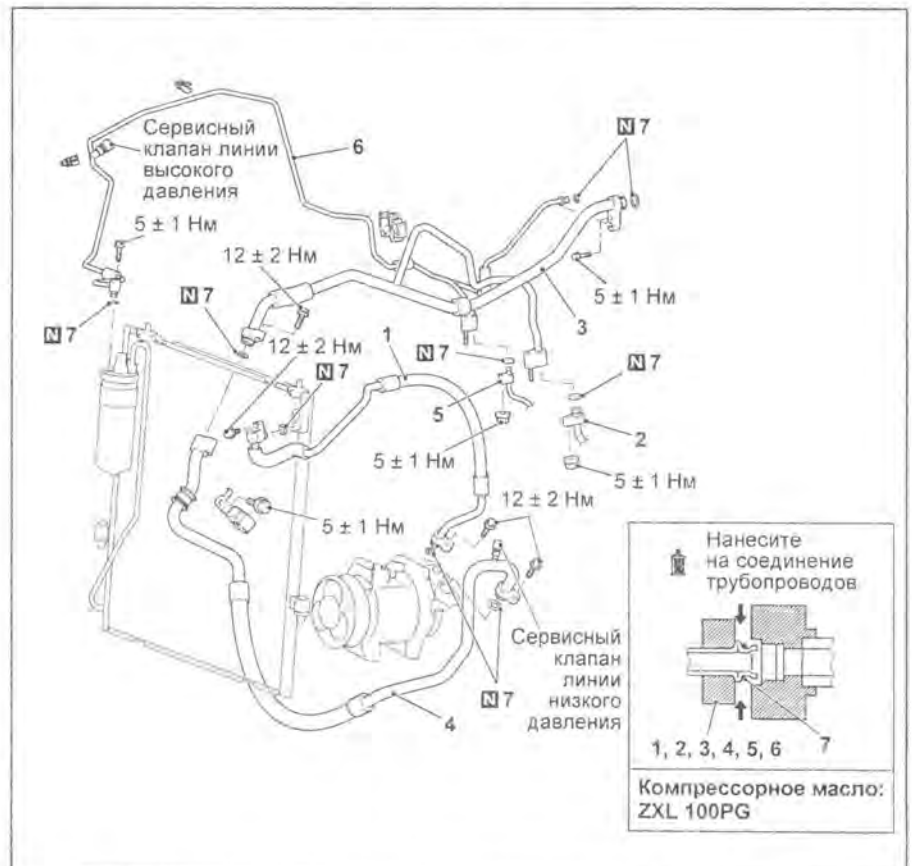 Сервисный
клапан линии
высокого
давления
6
N 7
5 ± 1 Нм
12 ± 2 Нм
5 ± 1 Нм
3
N 7
N 7
1
N 7
N 7
12 ± 2 Нм
N 7
5
2
5 ± 1 Нм
5 ± 1 Нм
12 ± 2 Нм
5 ± 1 Нм
Сервисный
клапан
линии
низкого
давления
N 7
4
Нанесите
на соединение
трубопроводов
1, 2, 3, 4, 5, 6
7
Компрессорное масло:
ZXL 100PG